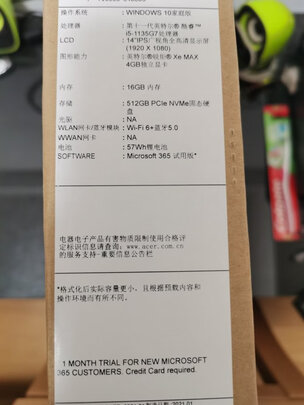 操作系统 : WINDOWS 10家庭版
处理器 : 第十一代英特尔® 酷睿™
i5-1135G7处理器
LCD : 14"IPS广视角全高清显示屏
(1920 X 1080)
图形能力 : 英特尔®锐炬® Xe MAX
4GB独立显卡
内存 : 16GB 内存
存储 : 512GB PCIe NVMe固态硬
盘
光驱 : NA
WLAN网卡/蓝牙模块 : Wi-Fi 6+蓝牙5.0
WWAN网卡 : NA
电池 : 57Wh锂电池
SOFTWARE : Microsoft 365 试用版*
电器电子产品有害物质限制使用合格评
定标识信息请查询：www.acer.com.cn
的服务支持-重要信息公告栏
*格式化后实际容量更小，且根据预载内容和
操作环境而有所不同。
1 MONTH TRIAL FOR NEW MICROSOFT
365 CUSTOMERS. Credit Card required.